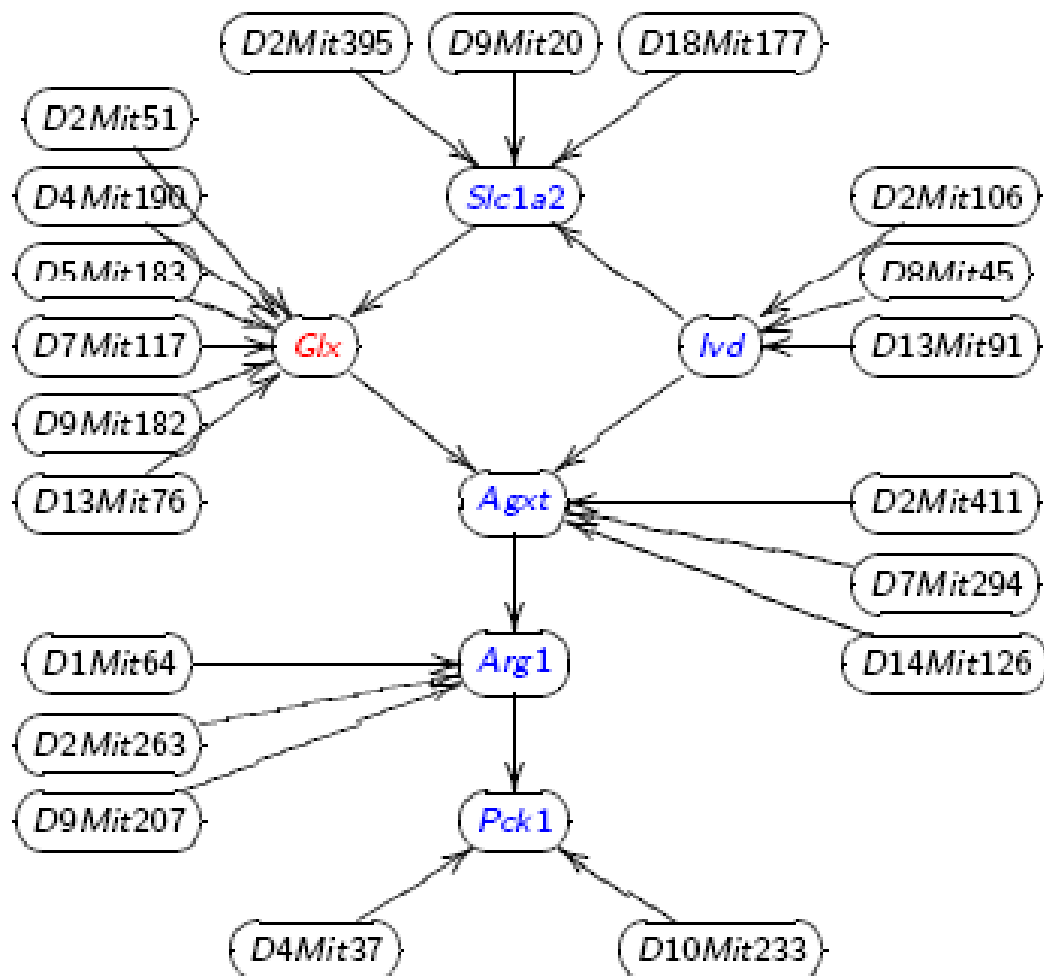 D2Mit395 D9Mit20 D18Mit177
D2Mit51
D4Mit190 Slc1a2 D2Mit106
D5Mit183 D8Mit45
D7Mit117 Glx Ivd D13Mit91
D9Mit182
D13Mit76 Agxt D2Mit411
D7Mit294
D1Mit64 Arg1 D14Mit126
D2Mit263
D9Mit207 Pck1
D4Mit37 D10Mit233